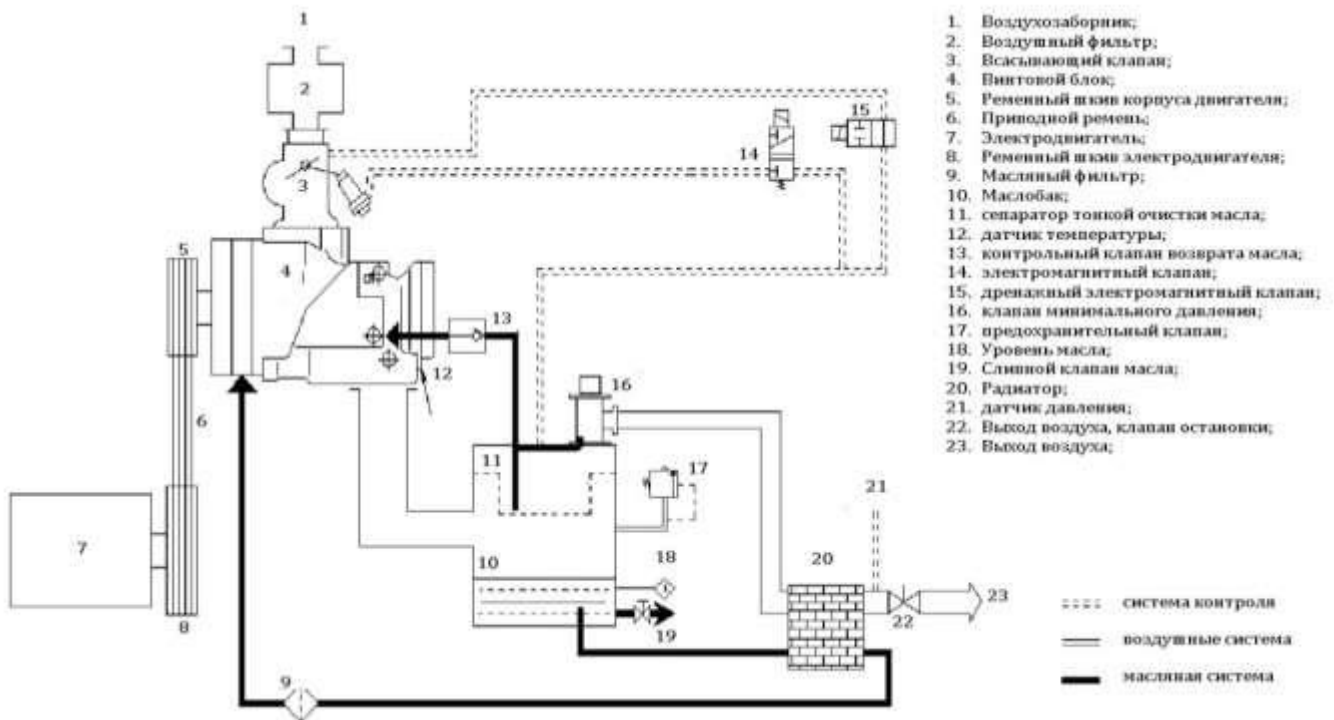 1
2
3
14
15
5
4
13
12
16
6
11
17
21
7
10
18
20
8
19
22
23
9
1. Воздухозаборник;
2. Воздушный фильтр;
3. Всасывающий клапан;
4. Винтовой блок;
5. Ременный шкив корпуса двигателя;
6. Приводной ремень;
7. Электродвигатель;
8. Ременный шкив электродвигателя;
9. Масляный фильтр;
10. Маслобак;
11. сепаратор тонкой очистки масла;
12. датчик температуры;
13. контрольный клапан возврата масла;
14. электромагнитный клапан;
15. дренажный электромагнитный клапан;
16. клапан минимального давления;
17. предохранительный клапан;
18. Уровень масла;
19. Сливной клапан масла;
20. Радиатор;
21. датчик давления;
22. Выход воздуха, клапан остановки;
23. Выход воздуха;
система контроля
воздушные система
масляная система